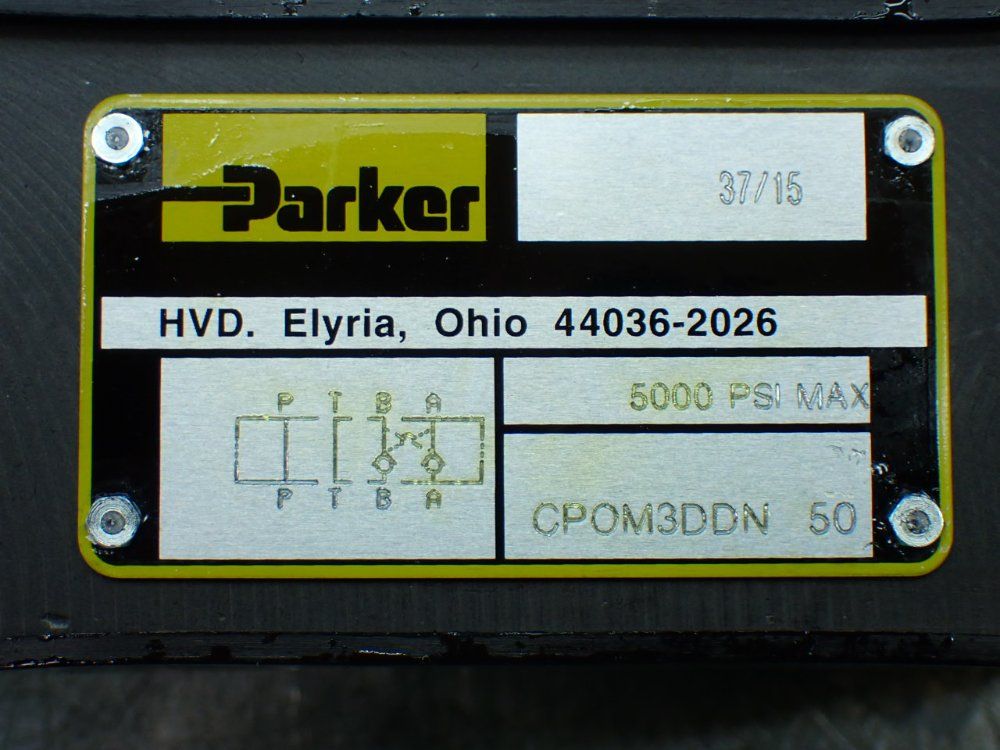 Parker
37/15
HVD. Elyria, Ohio 44036-2026
P T B A
P T B A
5000 PSI MAX
CPOM3DDN 50